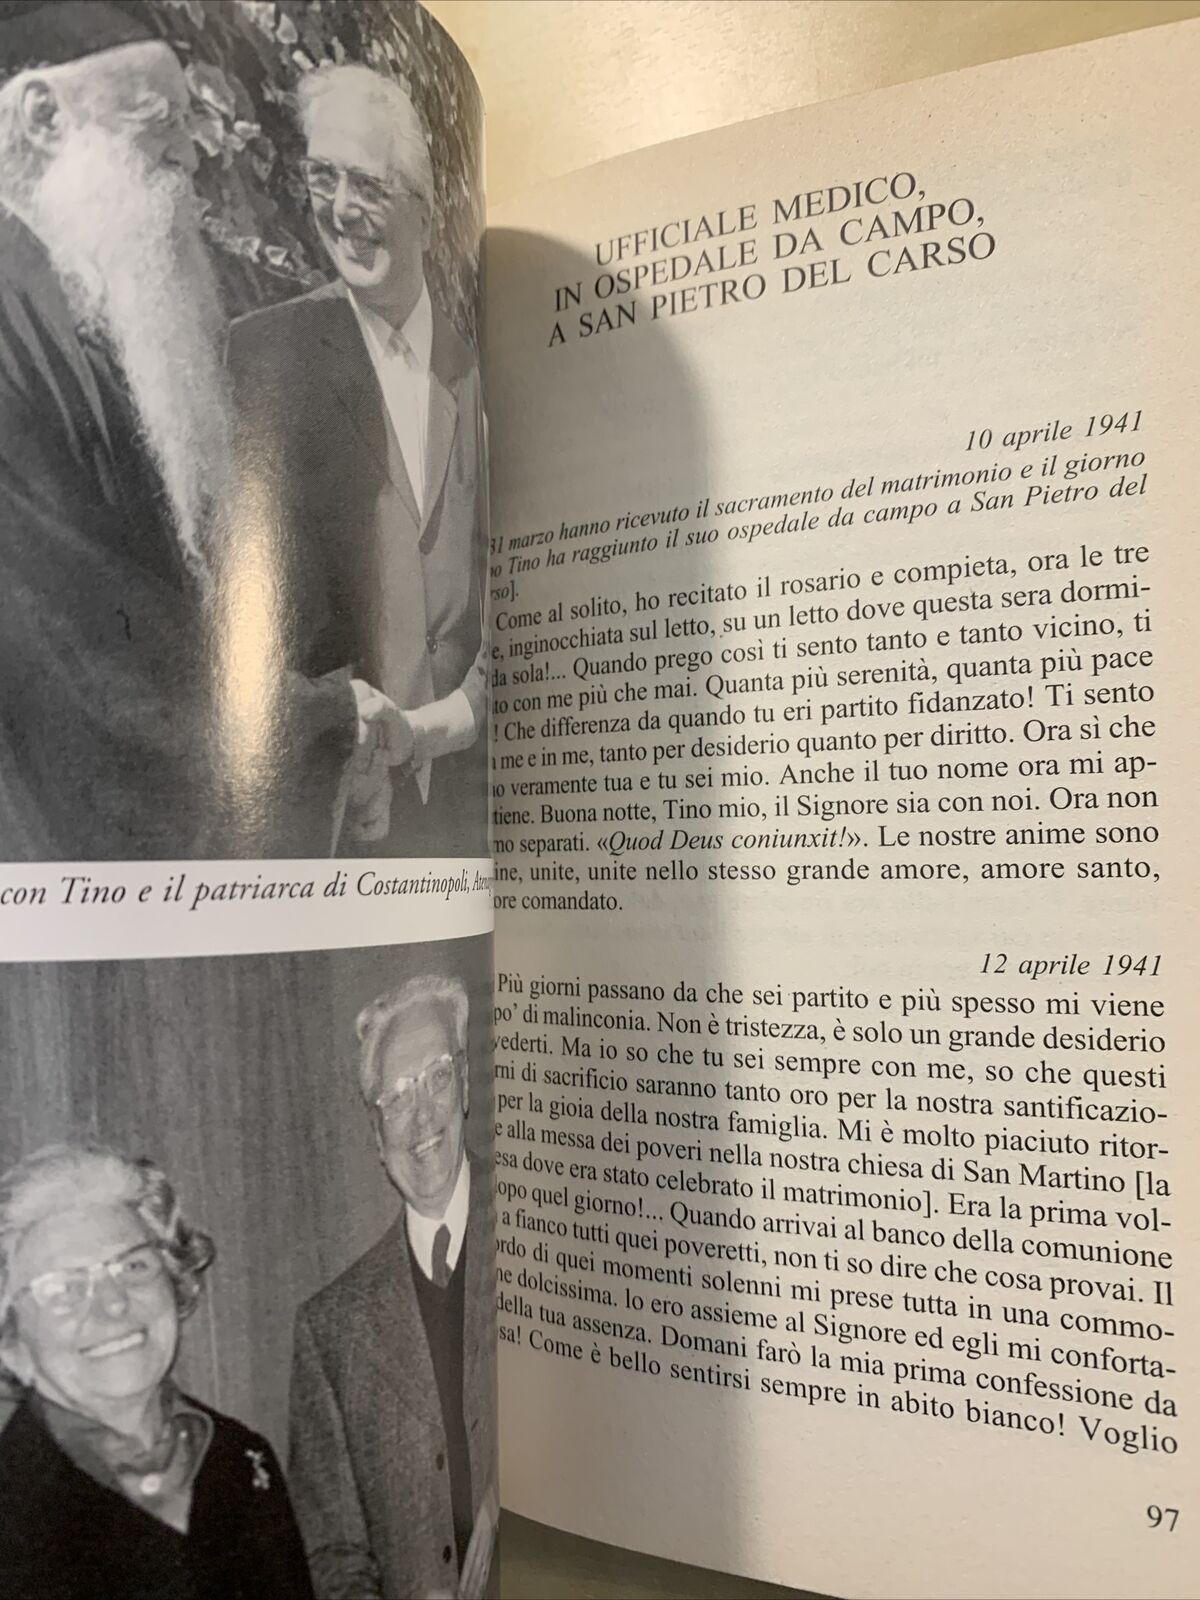 con Tino e il patriarca di Costantinopoli,
UFFICIALE MEDICO,
IN OSPEDALE DA CAMPO,
A SAN PIETRO DEL CARSO
10 aprile 1941
31 marzo hanno ricevuto il sacramento del matrimonio e il giorno
Tino ha raggiunto il suo ospedale da campo a San Pietro del
rso].
Come al solito, ho recitato il rosario e compieta, ora le tre
e, inginocchiata sul letto, su un letto dove questa sera dormi-
da sola!... Quando prego così ti sento tanto e tanto vicino, ti
to con me più che mai. Quanta più serenità, quanta più pace
! Che differenza da quando tu eri partito fidanzato! Ti sento
me e in me, tanto per desiderio quanto per diritto. Ora sì che
o veramente tua e tu sei mio. Anche il tuo nome ora mi ap-
tiene. Buona notte, Tino mio, il Signore sia con noi. Ora non
mo separati. «Quod Deus coniunxit!». Le nostre anime sono
ine, unite, unite nello stesso grande amore, amore santo,
ore comandato.
12 aprile 1941
Più giorni passano da che sei partito e più spesso mi viene
po' di malinconia. Non è tristezza, è solo un grande desiderio
vederti. Ma io so che tu sei sempre con me, so che questi
rni di sacrificio saranno tanto oro per la nostra santificazio-
per la gioia della nostra famiglia. Mi è molto piaciuto ritor-
e alla messa dei poveri nella nostra chiesa di San Martino [la
esa dove era stato celebrato il matrimonio]. Era la prima vol-
opo quel giorno!... Quando arrivai al banco della comunione
a fianco tutti quei poveretti, non ti so dire che cosa provai. Il
ordo di quei momenti solenni mi prese tutta in una commo-
ne dolcissima. Io ero assieme al Signore ed egli mi conforta-
della tua assenza. Domani farò la mia prima confessione da
sa! Come è bello sentirsi sempre in abito bianco! Voglio
97